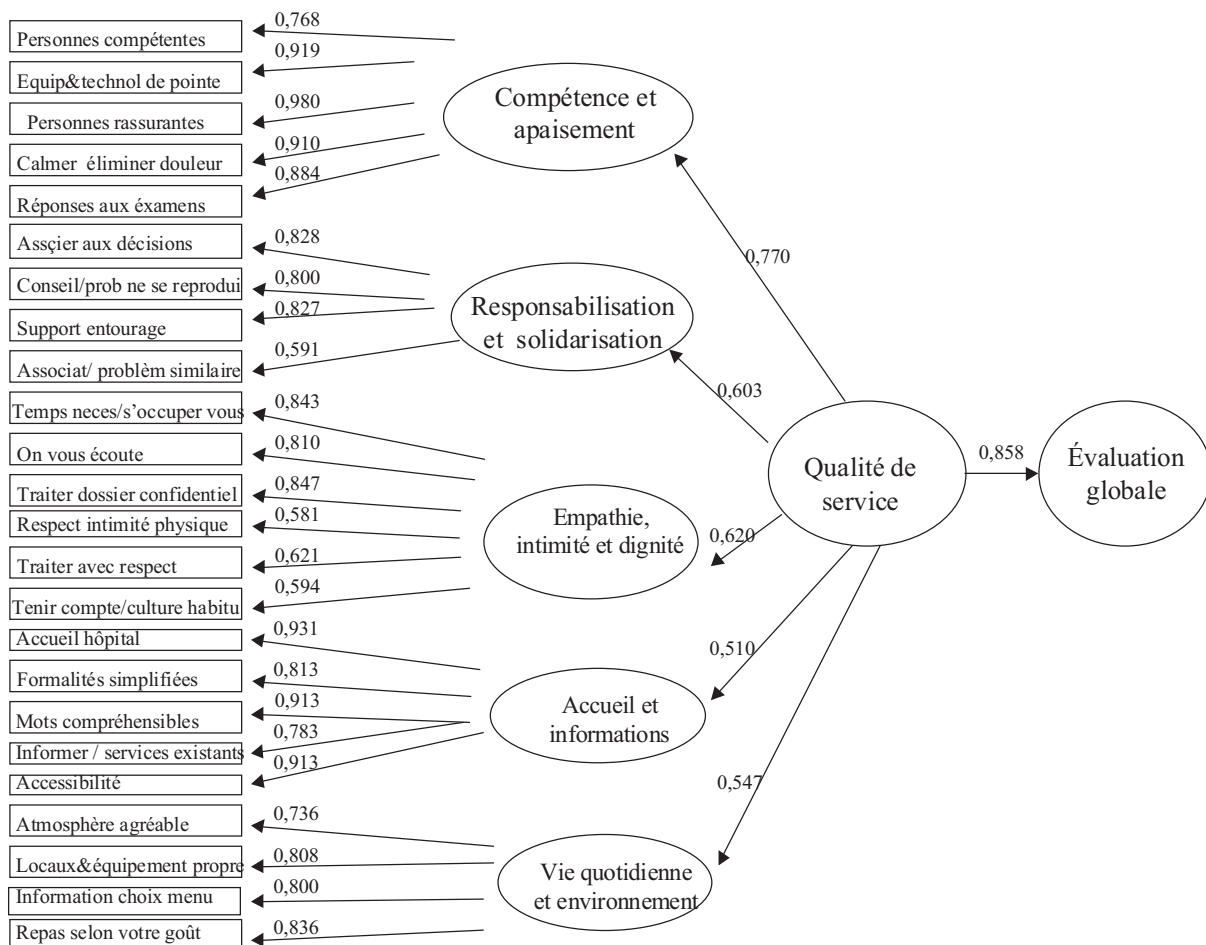 0,768
Personnes compétentes
0,919
Equip&technol de pointe
0,980
Personnes rassurantes
0,910
Calmer éliminer douleur
0,884
Réponses aux éxamens
Compétence et
apaisement
0,770
0,828
Assçier aux décisions
0,800
Conseil/prob ne se reprodui
0,827
Support entourage
0,591
Associat/ problèm similaire
Responsabilisation
et solidarisation
0,603
0,843
Temps neces/s’occuper vous
0,810
On vous écoute
0,847
Traiter dossier confidentiel
0,581
Respect intimité physique
0,621
Traiter avec respect
0,594
Tenir compte/culture habitu
Empathie,
intimité et dignité
0,620
Qualité de
service
0,858
Évaluation
globale
0,931
Accueil hôpital
0,813
Formalités simplifiées
0,913
Mots compréhensibles
0,783
Informer / services existants
0,913
Accessibilité
Accueil et
informations
0,510
0,736
Atmosphère agréable
0,808
Locaux&équipement propre
0,800
Information choix menu
0,836
Repas selon votre goût
Vie quotidienne
et environnement
0,547